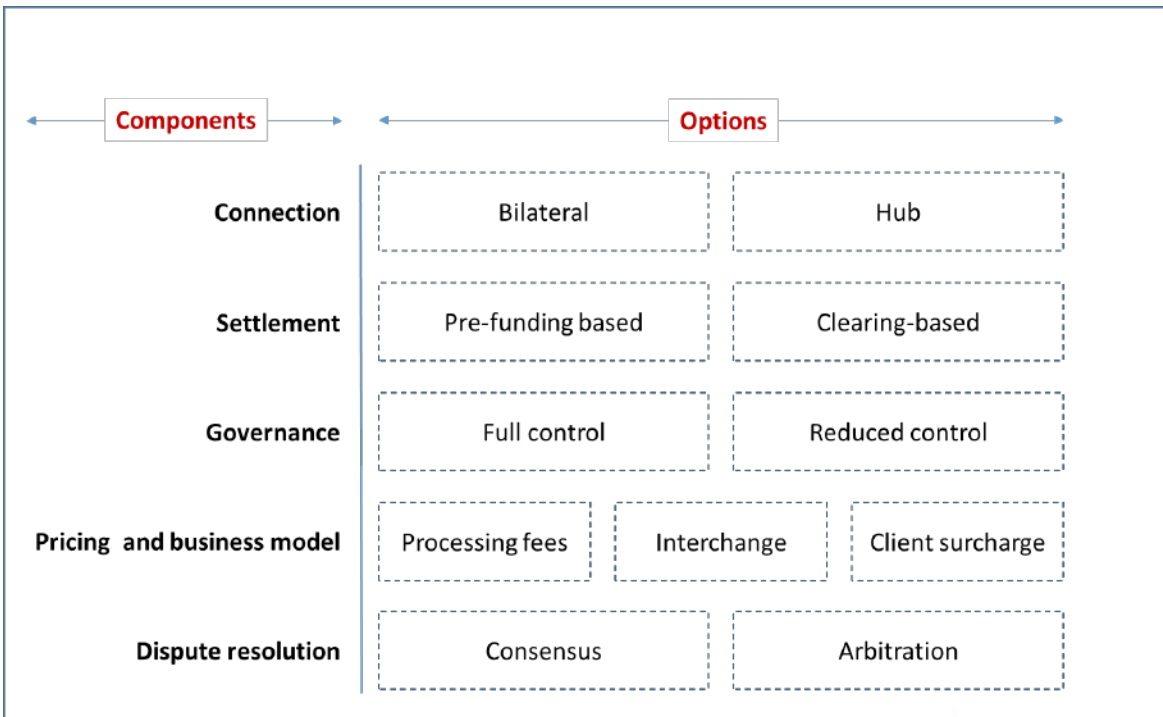 Components
Options
Connection
Bilateral
Hub
Settlement
Pre-funding based
Clearing-based
Governance
Full control
Reduced control
Pricing and business model
Processing fees
Interchange
Client surcharge
Dispute resolution
Consensus
Arbitration